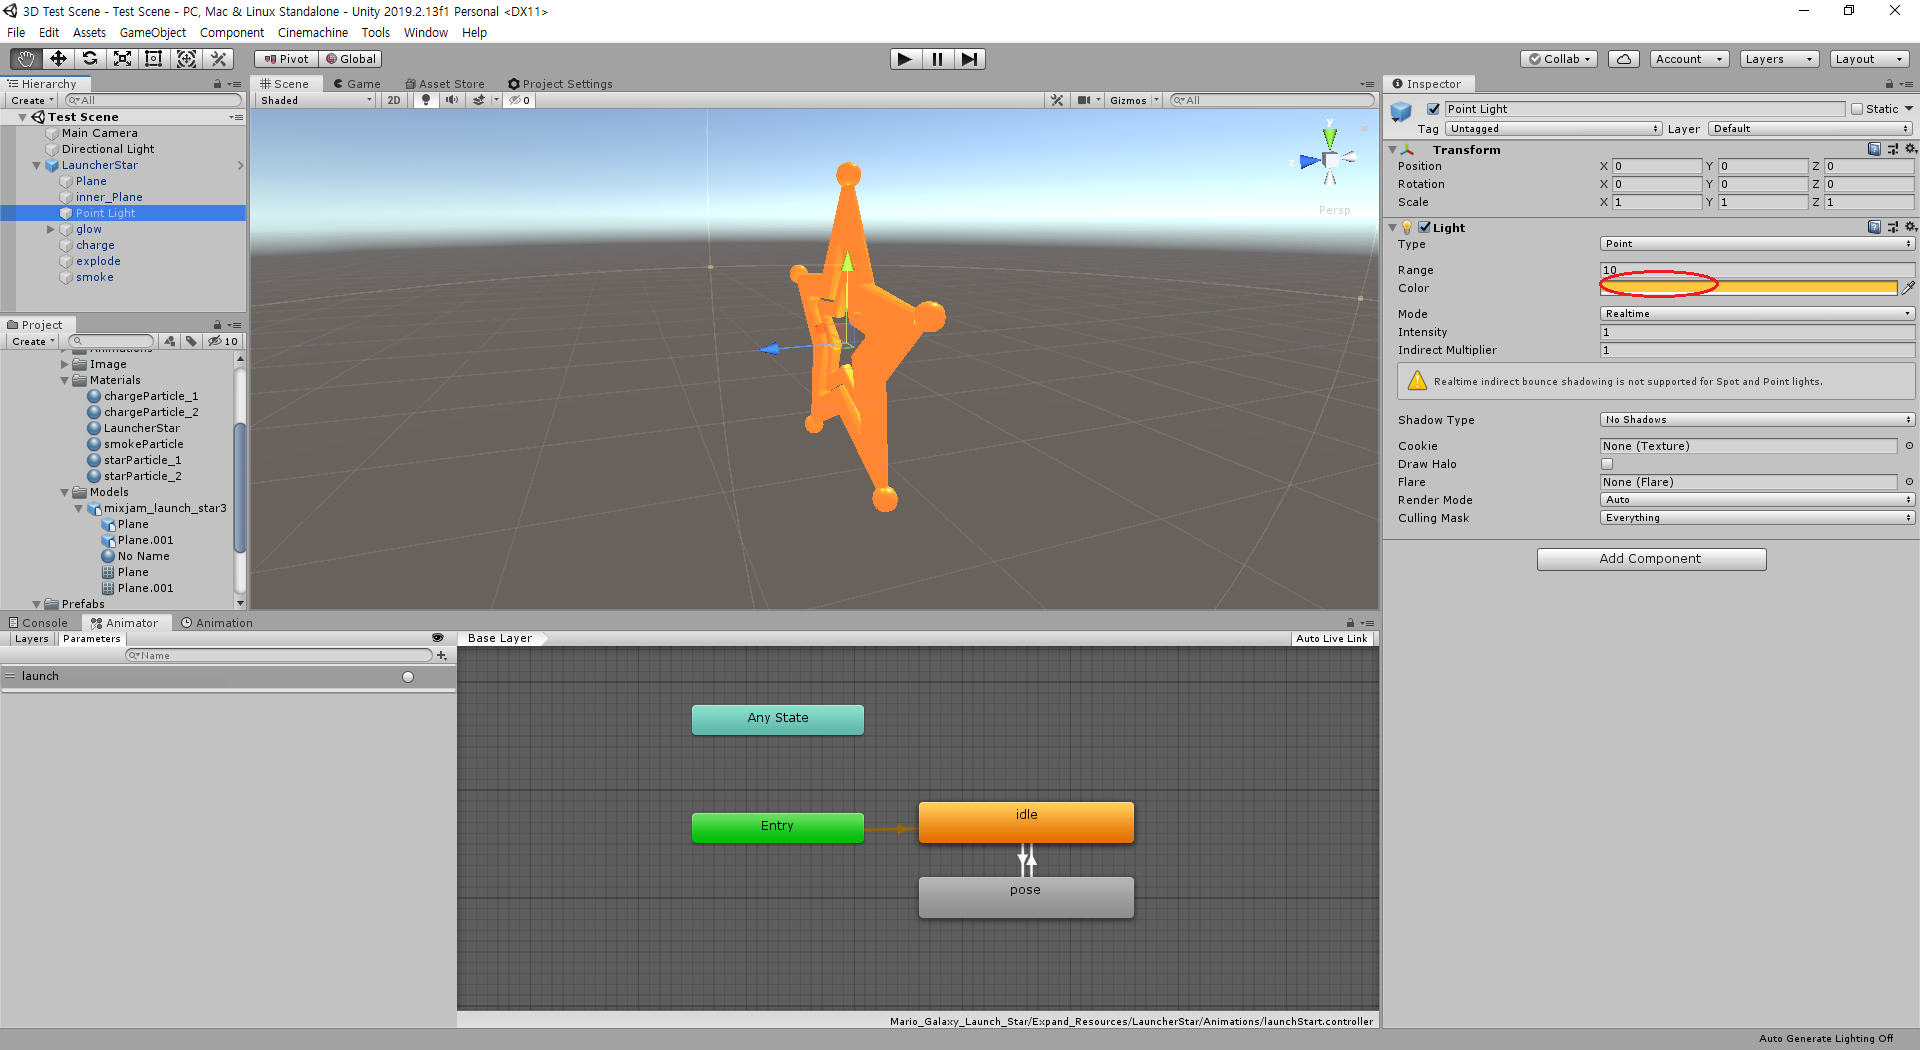 3D Test Scene - Test Scene - PC, Mac & Linux Standalone - Unity 2019.2.13f1 Personal <DX11>
File Edit Assets GameObject Component Cinemachine Tools Window Help
Pivot Global Collab Account Layers Layout
Hierarchy
Create All
Test Scene
Main Camera
Directional Light
LauncherStar
Plane
inner_Plane
Point Light
glow
charge
explode
smoke
Project
Create 10
Animations
Image
Materials
chargeParticle_1
chargeParticle_2
LauncherStar
smokeParticle
starParticle_1
starParticle_2
Models
mixjam_launch_star3
Plane
Plane.001
No Name
Plane
Plane.001
Prefabs
Scene Game Asset Store Project Settings
Shaded 2D 0 Gizmos All
y
z
Persp
Inspector
Point Light Static
Tag Untagged Layer Default
Transform
Position X 0 Y 0 Z 0
Rotation X 0 Y 0 Z 0
Scale X 1 Y 1 Z 1
Light
Type Point
Range 10
Color
Mode Realtime
Intensity 1
Indirect Multiplier 1
Realtime indirect bounce shadowing is not supported for Spot and Point lights.
Shadow Type No Shadows
Cookie None (Texture)
Draw Halo
Flare None (Flare)
Render Mode Auto
Culling Mask Everything
Add Component
Console Animator Animation
Layers Parameters Base Layer Auto Live Link
Name
launch
Any State
Entry
idle
pose
Mario_Galaxy_Launch_Star/Expand_Resources/LauncherStar/Animations/launchStart.controller
Auto Generate Lighting Off